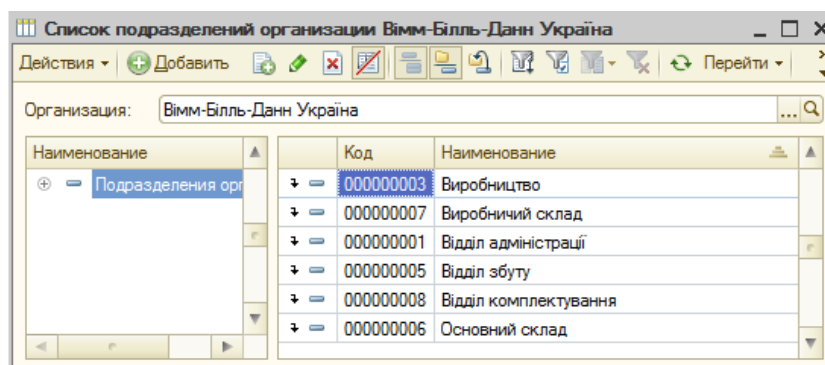 Список подразделений организации Вімм-Білль-Данн Україна
Действия Добавить Перейти
Организация: Вімм-Білль-Данн Україна ...
Наименование Код Наименование
Подразделения орг 000000003 Виробництво
000000007 Виробничий склад
000000001 Відділ адміністрації
000000005 Відділ збуту
000000008 Відділ комплектування
000000006 Основний склад